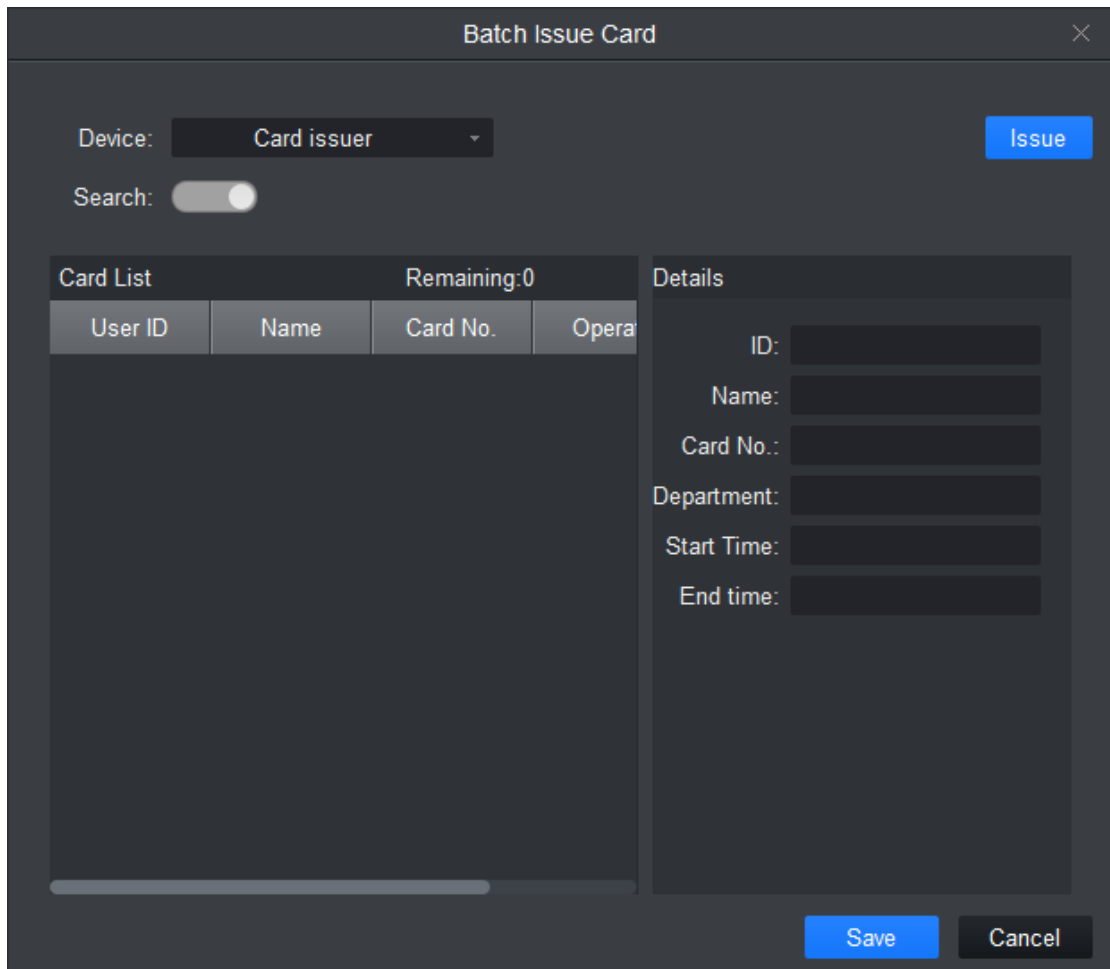 Batch Issue Card
Device: Card issuer Issue
Search:
Card List Remaining:0
User ID Name Card No. Opera
Details
ID:
Name:
Card No.:
Department:
Start Time:
End time:
Save Cancel